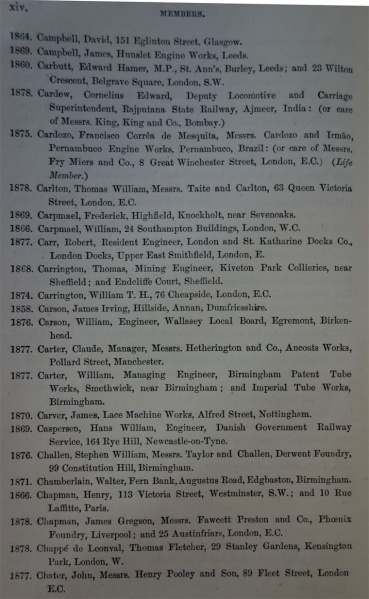 xiv.
MEMBERS.
1864. Campbell, David, 151 Eglinton Street, Glasgow.
1869. Campbell, James, Hunslet Engine Works, Leeds.
1860. Carbutt, Edward Hamer, M.P., St. Ann's, Burley, Leeds; and 23 Wilton
Crescent, Belgrave Square, London, S.W.
1878. Cardew, Cornelius Edward, Deputy Locomotive and Carriage
Superintendent, Rajputana State Railway, Ajmeer, India: (or care
of Messrs. King, King and Co., Bombay.)
1875. Cardozo, Francisco Corrêa de Mesquita, Messrs. Cardozo and Irmão,
Pernambuco Engine Works, Pernambuco, Brazil: (or care of Messrs.
Fry Miers and Co., 8 Great Winchester Street, London, E.C.) (Life
Member.)
1878. Carlton, Thomas William, Messrs. Taite and Carlton, 63 Queen Victoria
Street, London, E.C.
1869. Carpmael, Frederick, Highfield, Knockholt, near Sevenoaks.
1866. Carpmael, William, 24 Southampton Buildings, London, W.C.
1877. Carr, Robert, Resident Engineer, London and St. Katharine Docks Co.,
London Docks, Upper East Smithfield, London, E.
1868. Carrington, Thomas, Mining Engineer, Kiveton Park Collieries, near
Sheffield; and Endcliffe Court, Sheffield.
1874. Carrington, William T. H., 76 Cheapside, London, E.C.
1858. Carson, James Irving, Hillside, Annan, Dumfriesshire.
1876. Carson, William, Engineer, Wallasey Local Board, Egremont, Birken-
head.
1877. Carter, Claude, Manager, Messrs. Hetherington and Co., Ancoats Works,
Pollard Street, Manchester.
1877. Carter, William, Managing Engineer, Birmingham Patent Tube
Works, Smethwick, near Birmingham; and Imperial Tube Works,
Birmingham.
1870. Carver, James, Lace Machine Works, Alfred Street, Nottingham.
1869. Caspersen, Hans William, Engineer, Danish Government Railway
Service, 164 Rye Hill, Newcastle-on-Tyne.
1876. Challen, Stephen William, Messrs. Taylor and Challen, Derwent Foundry,
99 Constitution Hill, Birmingham.
1871. Chamberlain, Walter, Fern Bank, Augustus Road, Edgbaston, Birmingham.
1866. Chapman, Henry, 113 Victoria Street, Westminster, S.W.; and 10 Rue
Laffitte, Paris.
1878. Chapman, James Gregson, Messrs. Fawcett Preston and Co., Phœnix
Foundry, Liverpool; and 25 Austinfriars, London, E.C.
1878. Chappé de Leonval, Thomas Fletcher, 29 Stanley Gardens, Kensington
Park, London, W.
1877. Chater, John, Messrs. Henry Pooley and Son, 89 Fleet Street, London
E.C.